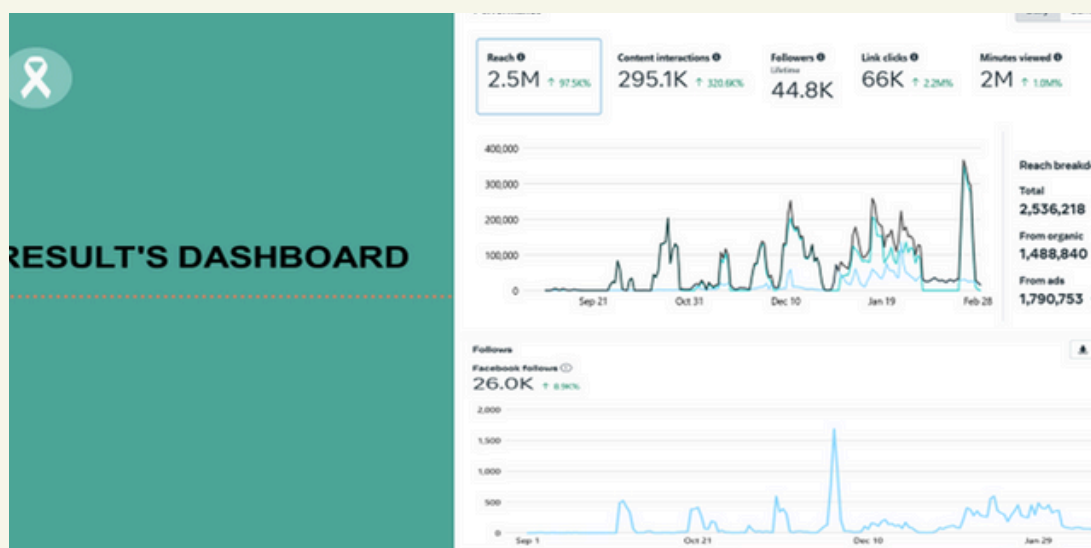 RESULT'S DASHBOARD
Reach
2.5M ↑ 97.5K%
Content interactions
295.1K ↑ 320.6K%
Followers
Lifetime
44.8K
Link clicks
66K ↑ 2.2M%
Minutes viewed
2M ↑ 1.0M%
400,000
300,000
200,000
100,000
0
Sep 21 Oct 31 Dec 10 Jan 19 Feb 28
Reach breakd
Total
2,536,218
From organic
1,488,840
From ads
1,790,753
Follows
Facebook follows
26.0K ↑ 8.9K%
2,000
1,500
1,000
500
0
Sep 1 Oct 21 Dec 10 Jan 29